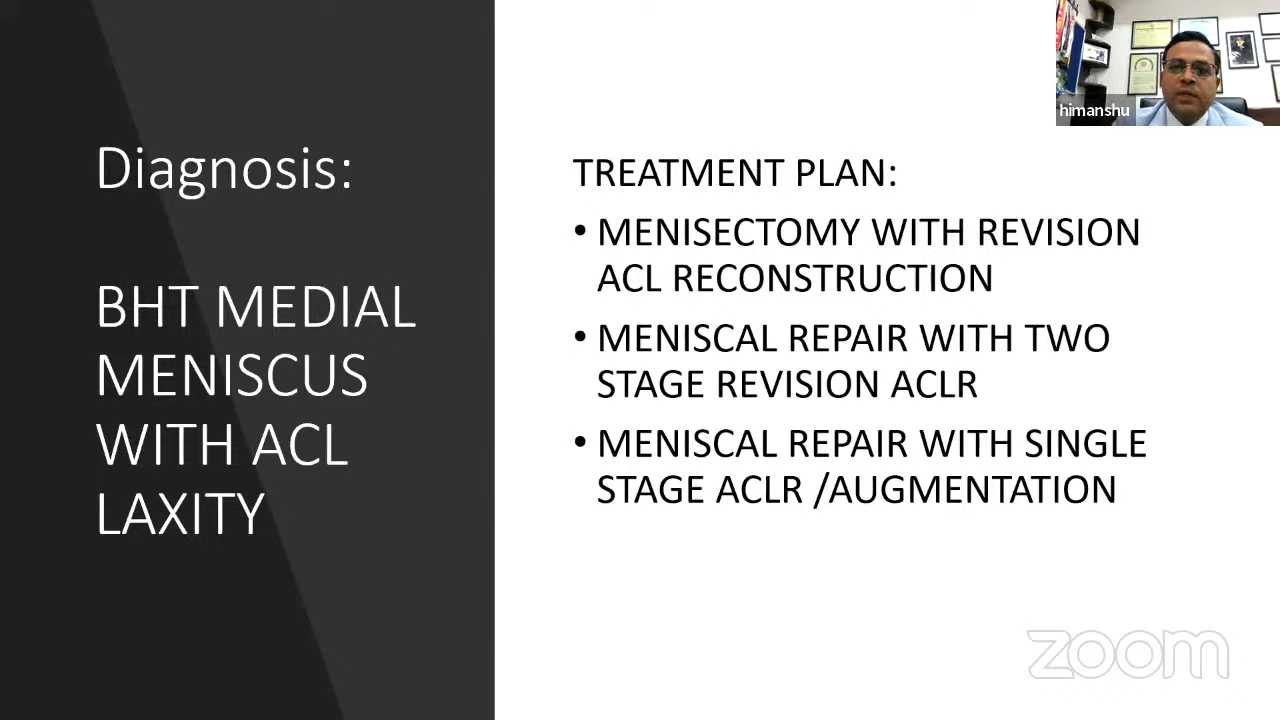 himanshu
Diagnosis:
BHT MEDIAL
MENISCUS
WITH ACL
LAXITY
TREATMENT PLAN:
• MENISECTOMY WITH REVISION
ACL RECONSTRUCTION
• MENISCAL REPAIR WITH TWO
STAGE REVISION ACLR
• MENISCAL REPAIR WITH SINGLE
STAGE ACLR /AUGMENTATION
zoom